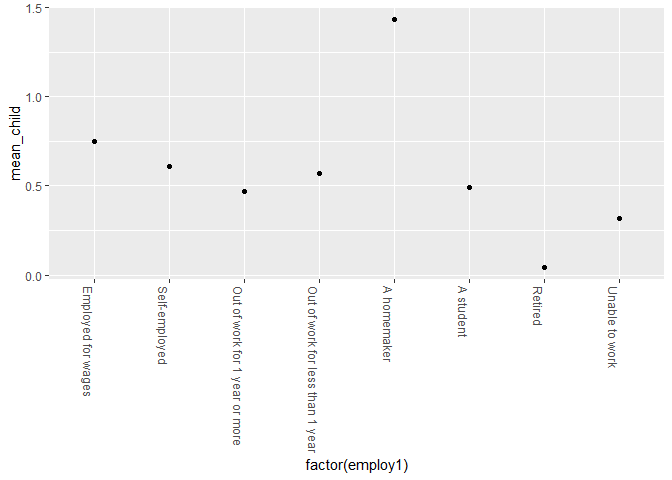 1.5
1.0
0.5
0.0
mean_child
Employed for wages
Self-employed
Out of work for 1 year or more
Out of work for less than 1 year
A homemaker
A student
Retired
Unable to work
factor(employ1)